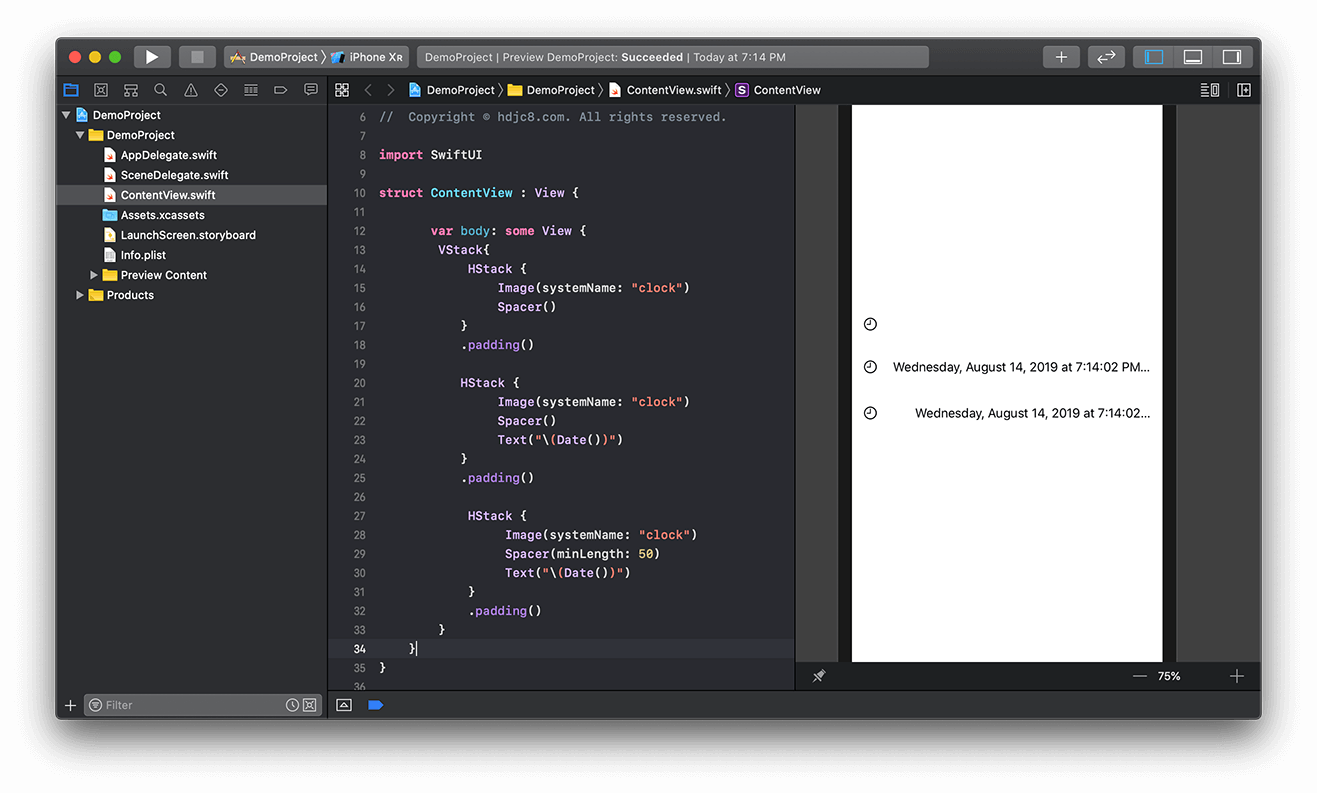 DemoProject 〉 iPhone XR
DemoProject | Preview DemoProject: Succeeded | Today at 7:14 PM
DemoProject 〉 DemoProject 〉 ContentView.swift 〉 S ContentView
DemoProject
DemoProject
AppDelegate.swift
SceneDelegate.swift
ContentView.swift
Assets.xcassets
LaunchScreen.storyboard
Info.plist
Preview Content
Products
Filter
6 //  Copyright © hdjc8.com. All rights reserved.
7
8 import SwiftUI
9
10 struct ContentView : View {
11
12 var body: some View {
13 VStack{
14 HStack {
15 Image(systemName: "clock")
16 Spacer()
17 }
18 .padding()
19
20 HStack {
21 Image(systemName: "clock")
22 Spacer()
23 Text("\(Date())")
24 }
25 .padding()
26
27 HStack {
28 Image(systemName: "clock")
29 Spacer(minLength: 50)
30 Text("\(Date())")
31 }
32 .padding()
33 }
34 }
35 }
36
Wednesday, August 14, 2019 at 7:14:02 PM...
Wednesday, August 14, 2019 at 7:14:02...
75%